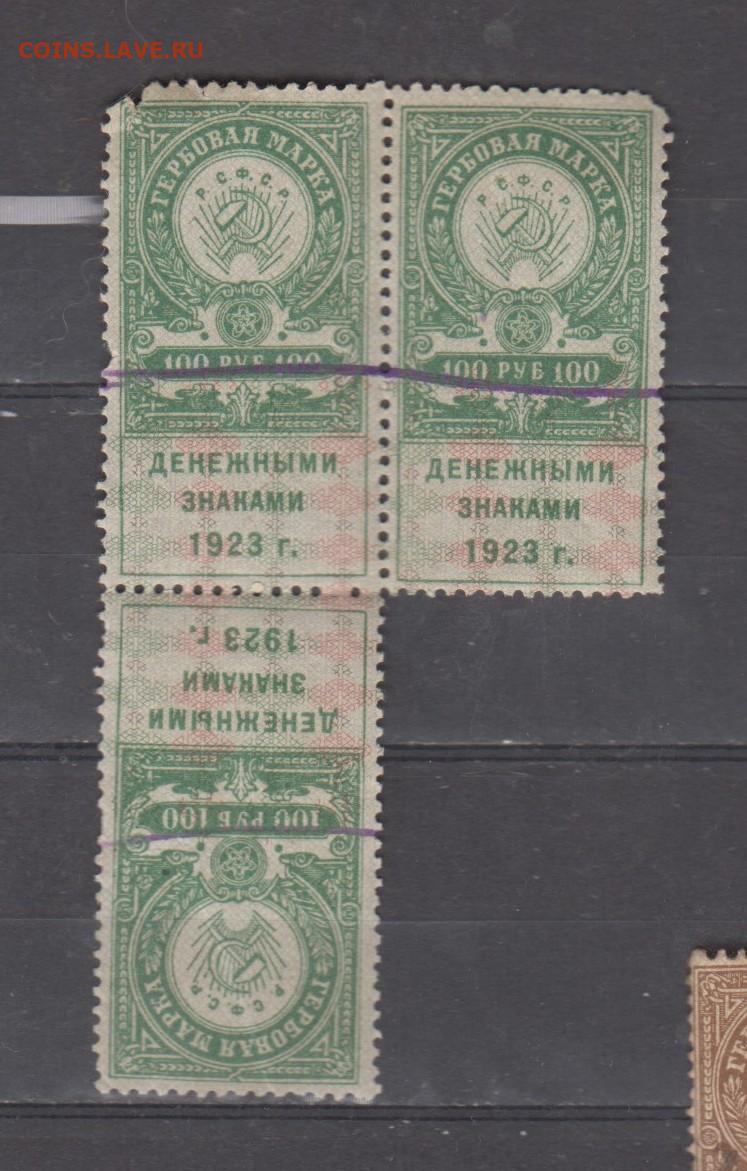 COINS.LAVE.RU
ГЕРБОВАЯ МАРКА
Р.С.Ф.С.Р.
100 РУБ 100
ДЕНЕЖНЫМИ
ЗНАКАМИ
1923 г.
ГЕРБОВАЯ МАРКА
Р.С.Ф.С.Р.
100 РУБ 100
ДЕНЕЖНЫМИ
ЗНАКАМИ
1923 г.
ГЕРБОВАЯ МАРКА
Р.С.Ф.С.Р.
100 РУБ 100
ДЕНЕЖНЫМИ
ЗНАКАМИ
1923 г.
ГЕ